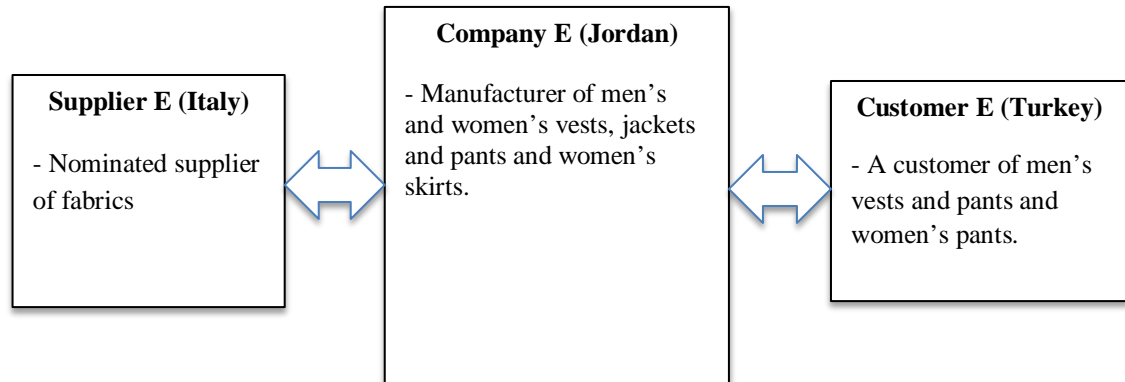 Company E (Jordan)
- Manufacturer of men’s
and women’s vests, jackets
and pants and women’s
skirts.
Supplier E (Italy)
- Nominated supplier
of fabrics
Customer E (Turkey)
- A customer of men’s
vests and pants and
women’s pants.